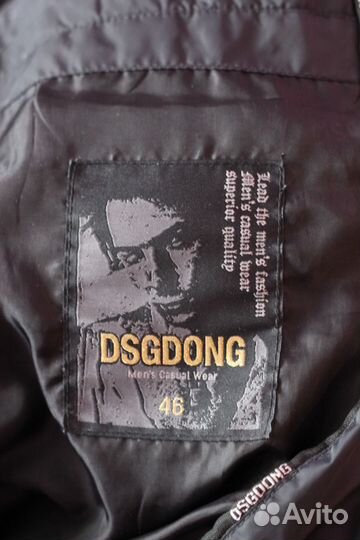 Lead the men's fashion
Men's casual wear
superior quality
DSGDONG
Men's Casual Wear
46
DSGDONG
Avito